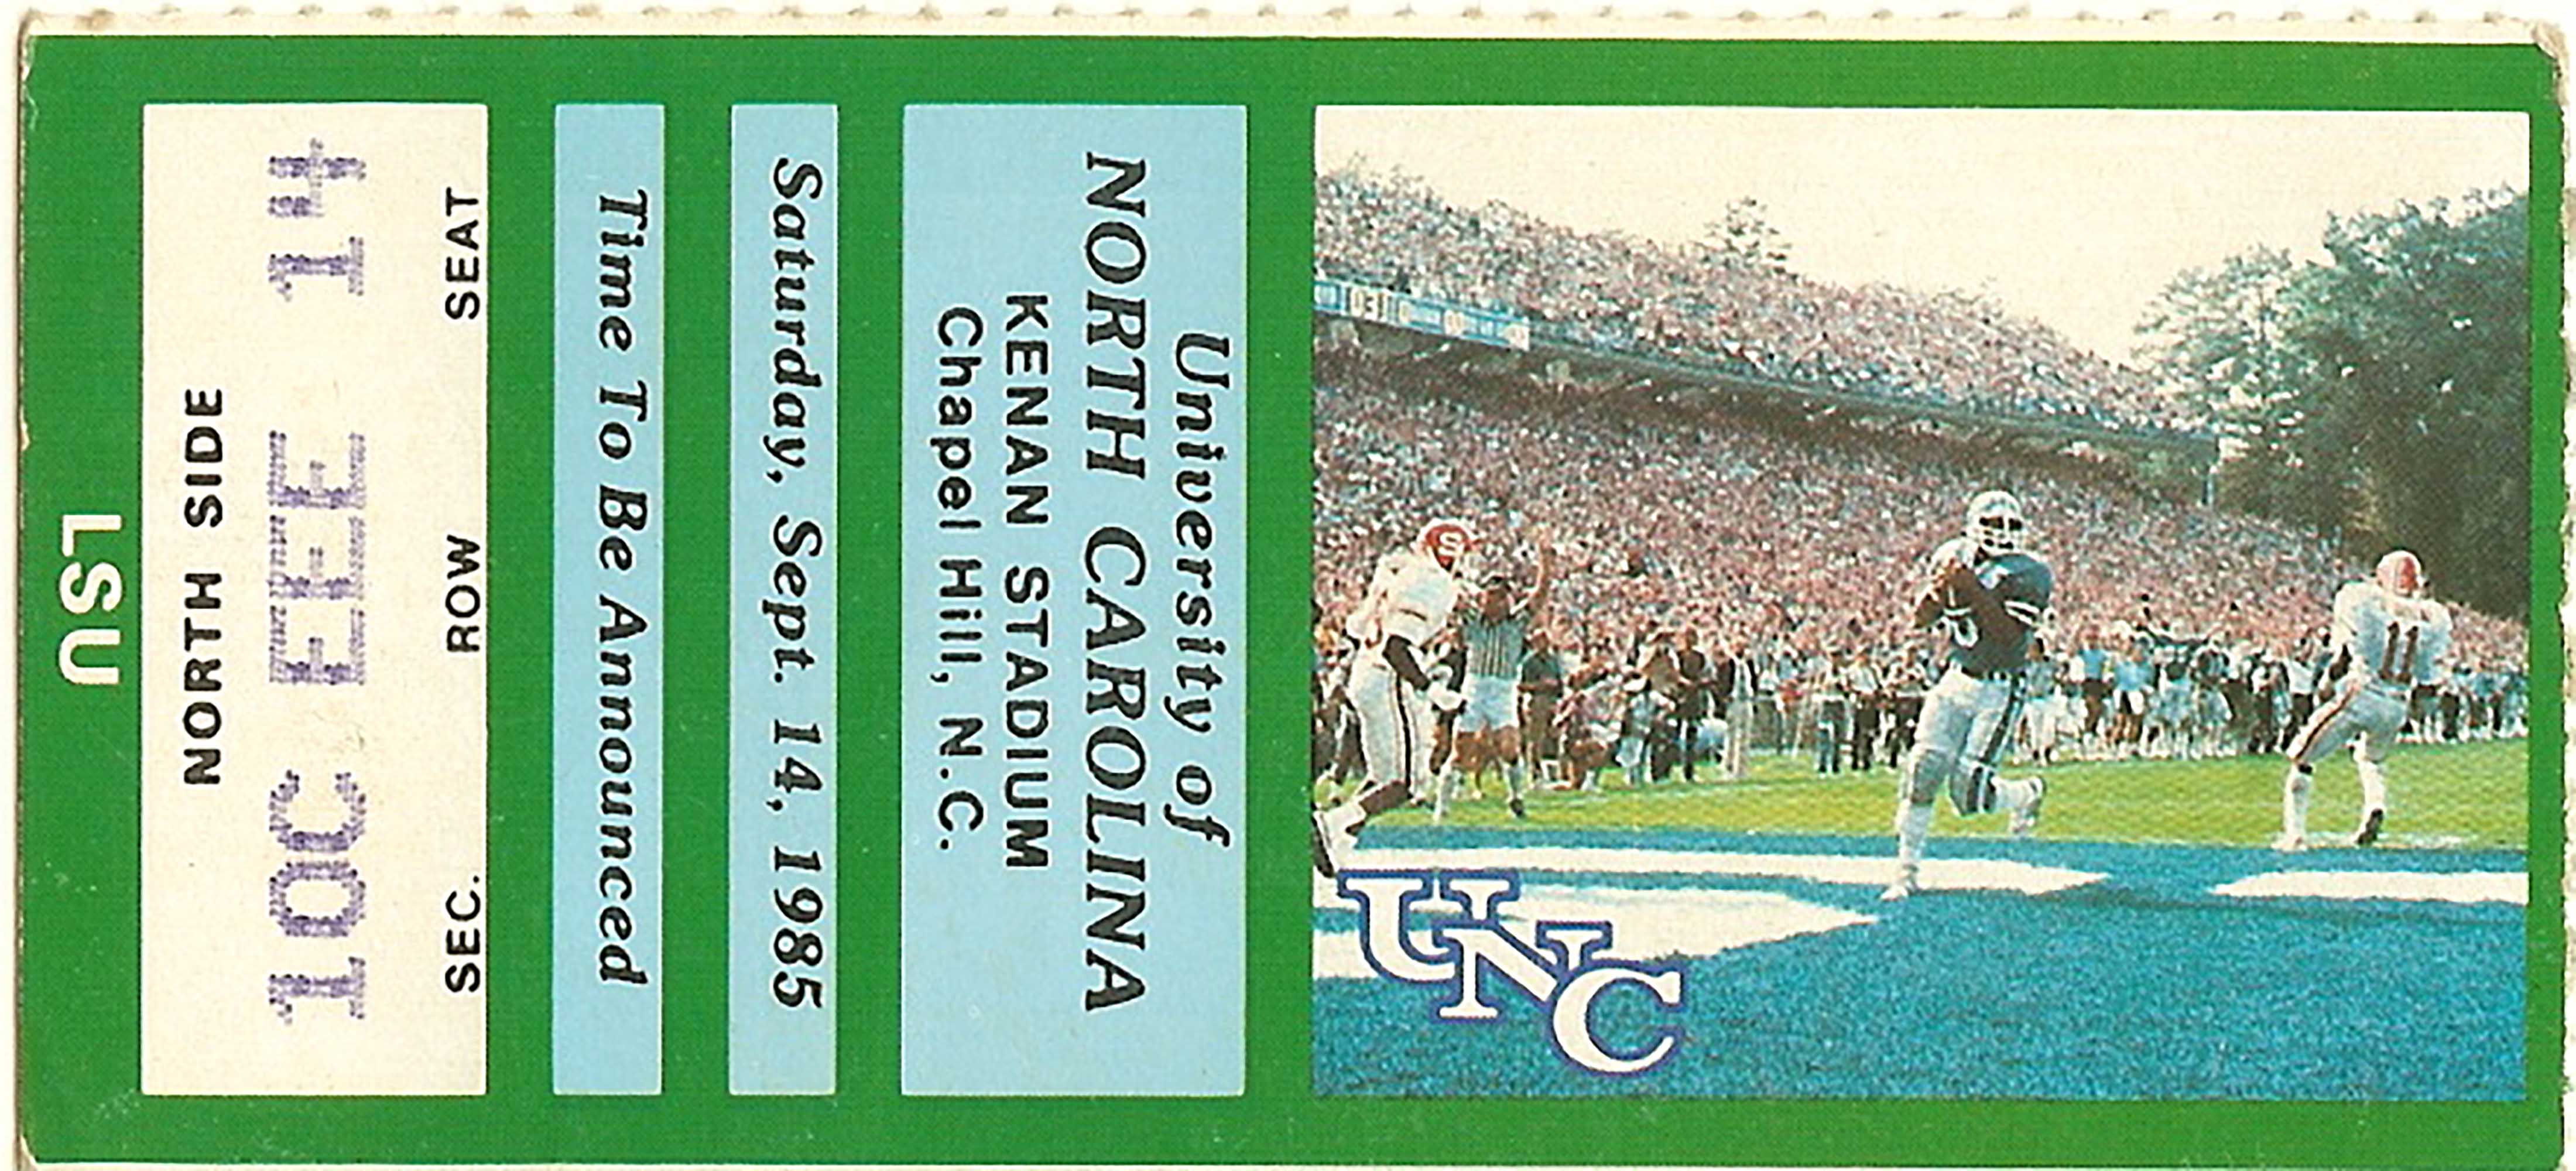 University of
NORTH CAROLINA
KENAN STADIUM
Chapel Hill, N.C.
Saturday, Sept. 14, 1985
Time To Be Announced
SEC. ROW SEAT
10C EEE 14
NORTH SIDE
LSU
UNC
S
11